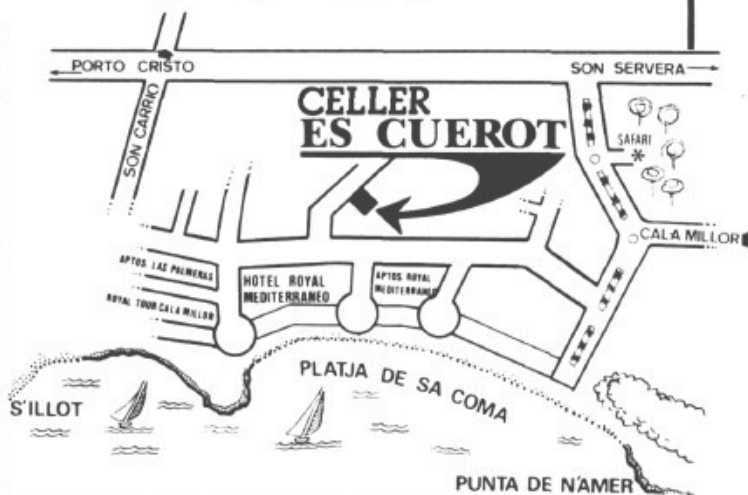 PORTO CRISTO
SON SERVERA
SON CARRIO
CELLER
ES CUEROT
SAFARI
CALA MILLOR
APTOS LAS PALMERAS
HOTEL ROYAL
MEDITERRANEO
APTOS ROYAL
MEDITERRANEO
ROYAL TOUR CALA MILLOR
PLATJA DE SA COMA
S'ILLOT
PUNTA DE N'AMER